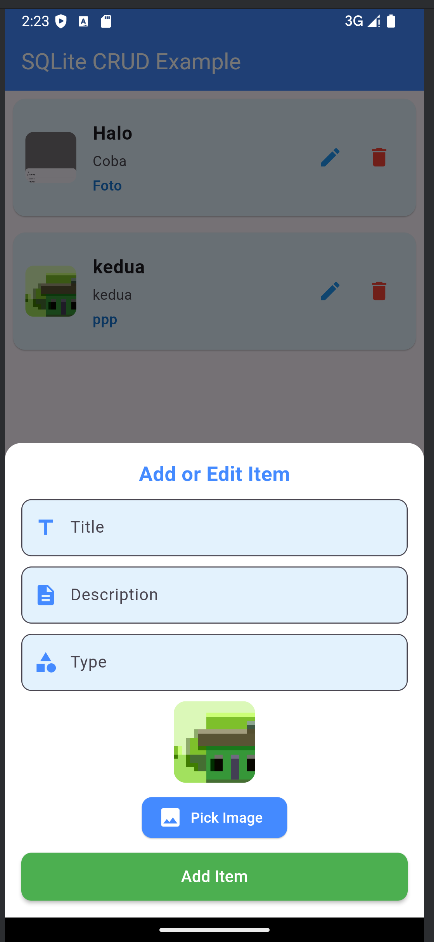 2:23
3G
SQLite CRUD Example
Halo
Coba
Foto
kedua
kedua
ppp
Add or Edit Item
Title
Description
Type
Pick Image
Add Item